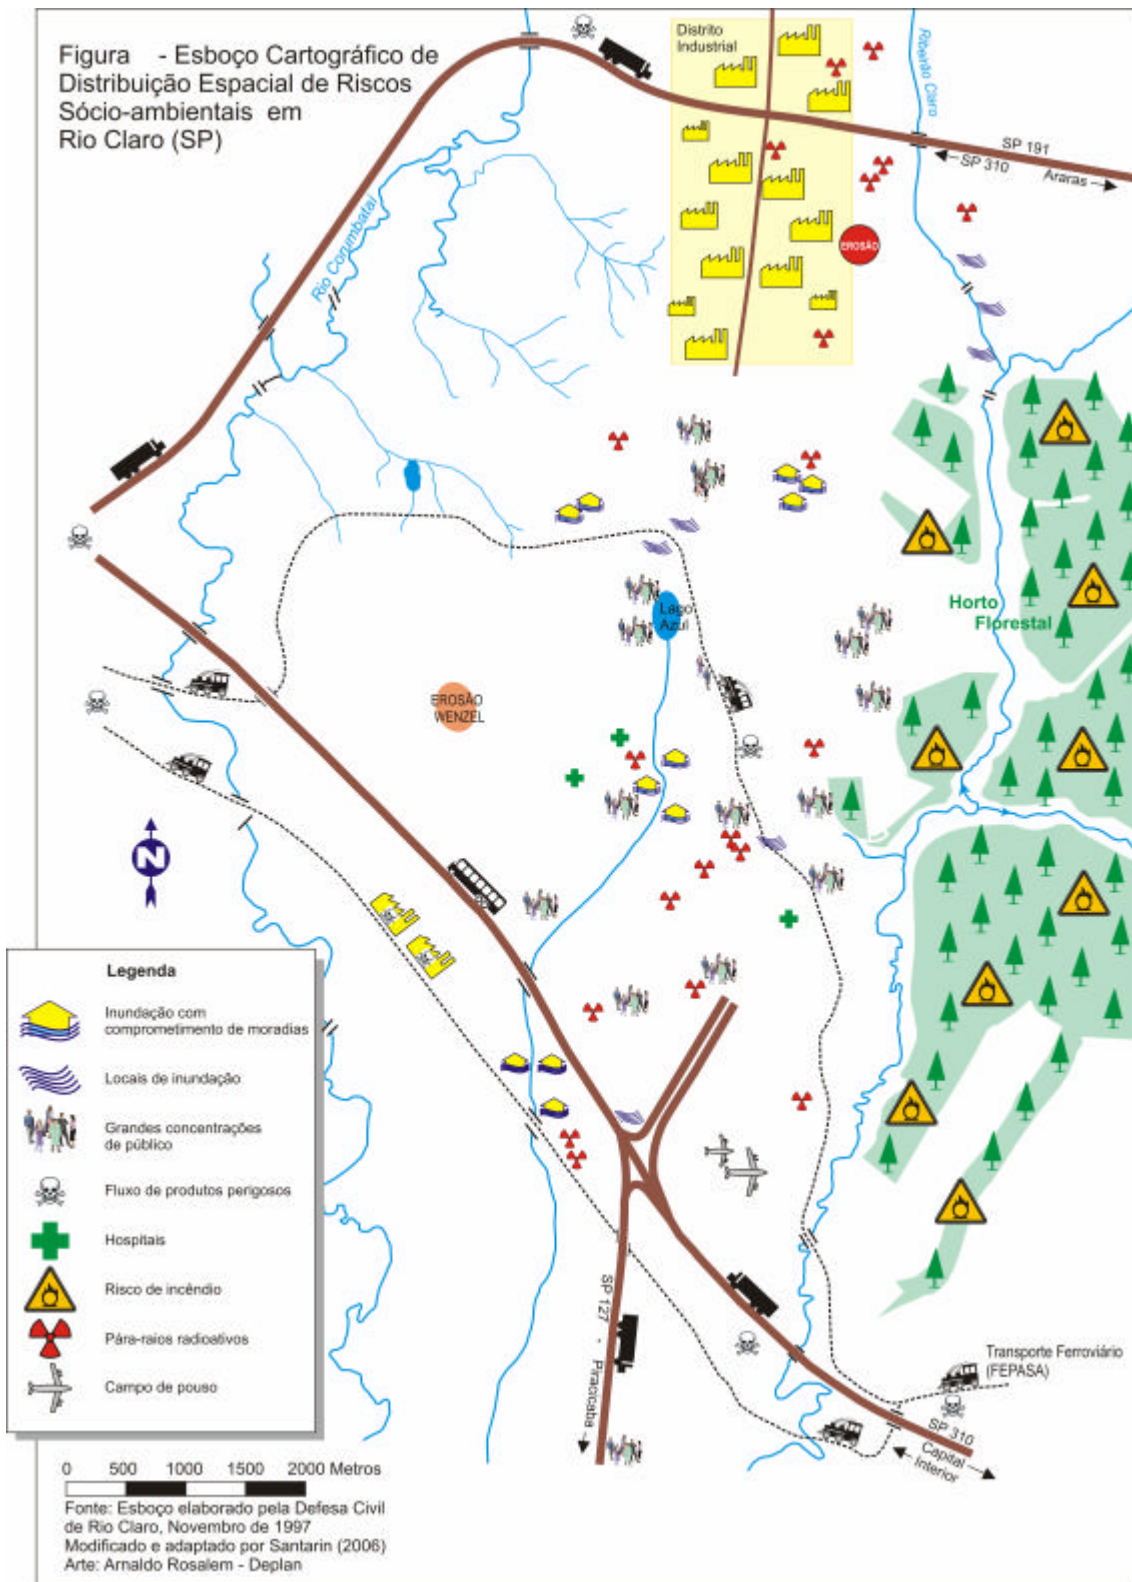 Figura - Esboço Cartográfico de
Distribuição Espacial de Riscos
Sócio-ambientais em
Rio Claro (SP)
Distrito
Industrial
Ribeirão Claro
SP 191
SP 310
Araras
Rio Corumbataí
EROSÃO
Horto
Florestal
Lago
Azul
EROSÃO
WENZEL
N
Legenda
Inundação com
comprometimento de moradias
Locais de inundação
Grandes concentrações
de público
Fluxo de produtos perigosos
Hospitais
Risco de incêndio
Pára-raios radioativos
Campo de pouso
SP 127 - Piracicaba
Transporte Ferroviário
(FEPASA)
SP 310
Capital
Interior
0 500 1000 1500 2000 Metros
Fonte: Esboço elaborado pela Defesa Civil
de Rio Claro, Novembro de 1997
Modificado e adaptado por Santarin (2006)
Arte: Arnaldo Rosalem - Deplan